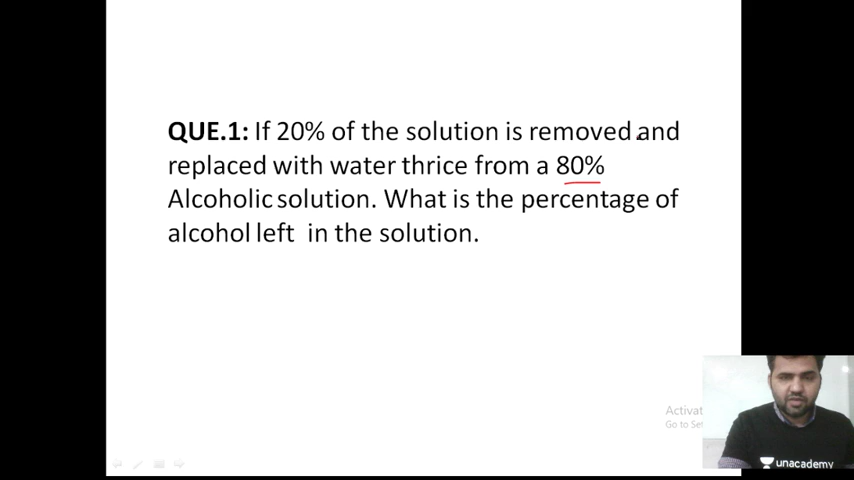 QUE.1: If 20% of the solution is removed and
replaced with water thrice from a 80%
Alcoholic solution. What is the percentage of
alcohol left in the solution.
Activat
Go to Set
unacademy